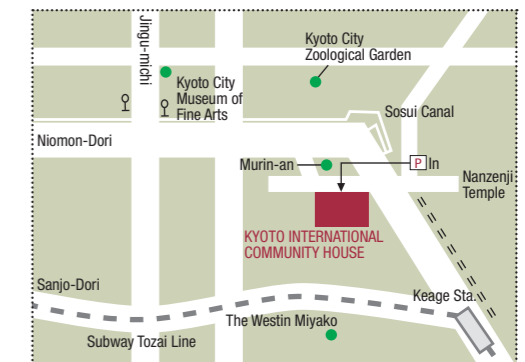 Jingu-michi
Kyoto City
Zoological Garden
Kyoto City
Museum of
Fine Arts
Sosui Canal
Niomon-Dori
Murin-an
P In
Nanzenji
Temple
KYOTO INTERNATIONAL
COMMUNITY HOUSE
Sanjo-Dori
Keage Sta.
The Westin Miyako
Subway Tozai Line